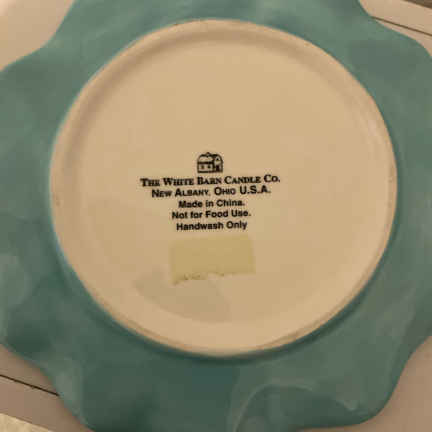 The White Barn Candle Co.
New Albany, Ohio U.S.A.
Made in China.
Not for Food Use.
Handwash Only